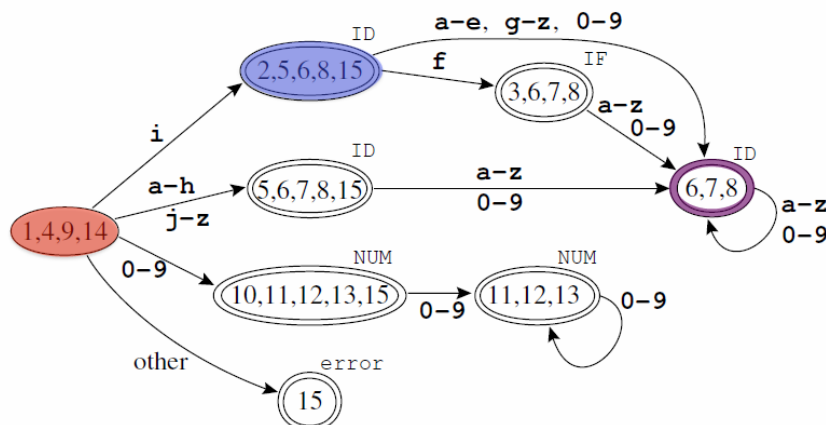 ID
a-e, g-z, 0-9
2,5,6,8,15
f
IF
3,6,7,8
a-z
0-9
i
ID
a-z
ID
a-h
5,6,7,8,15
6,7,8
j-z
0-9
a-z
0-9
1,4,9,14
0-9
NUM
NUM
10,11,12,13,15
0-9
11,12,13
0-9
other
error
15